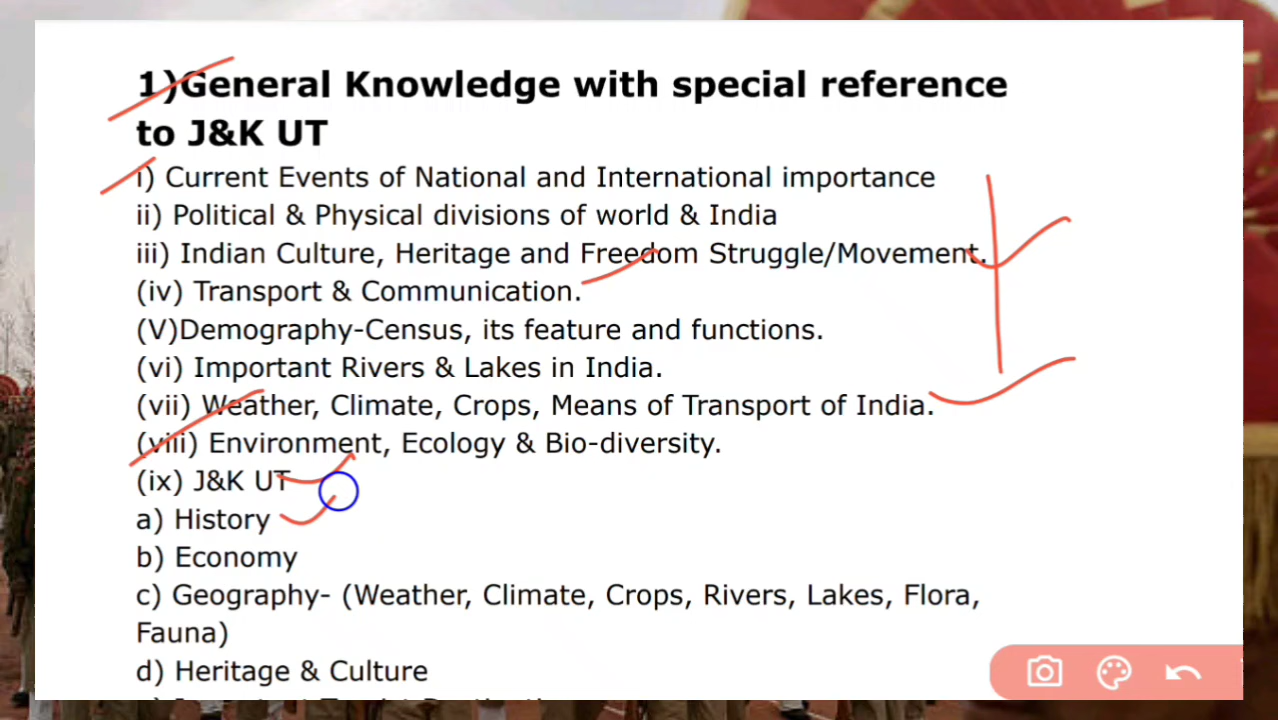 1)General Knowledge with special reference
to J&K UT
i) Current Events of National and International importance
ii) Political & Physical divisions of world & India
iii) Indian Culture, Heritage and Freedom Struggle/Movement.
(iv) Transport & Communication.
(V)Demography-Census, its feature and functions.
(vi) Important Rivers & Lakes in India.
(vii) Weather, Climate, Crops, Means of Transport of India.
(viii) Environment, Ecology & Bio-diversity.
(ix) J&K UT
a) History
b) Economy
c) Geography- (Weather, Climate, Crops, Rivers, Lakes, Flora,
Fauna)
d) Heritage & Culture